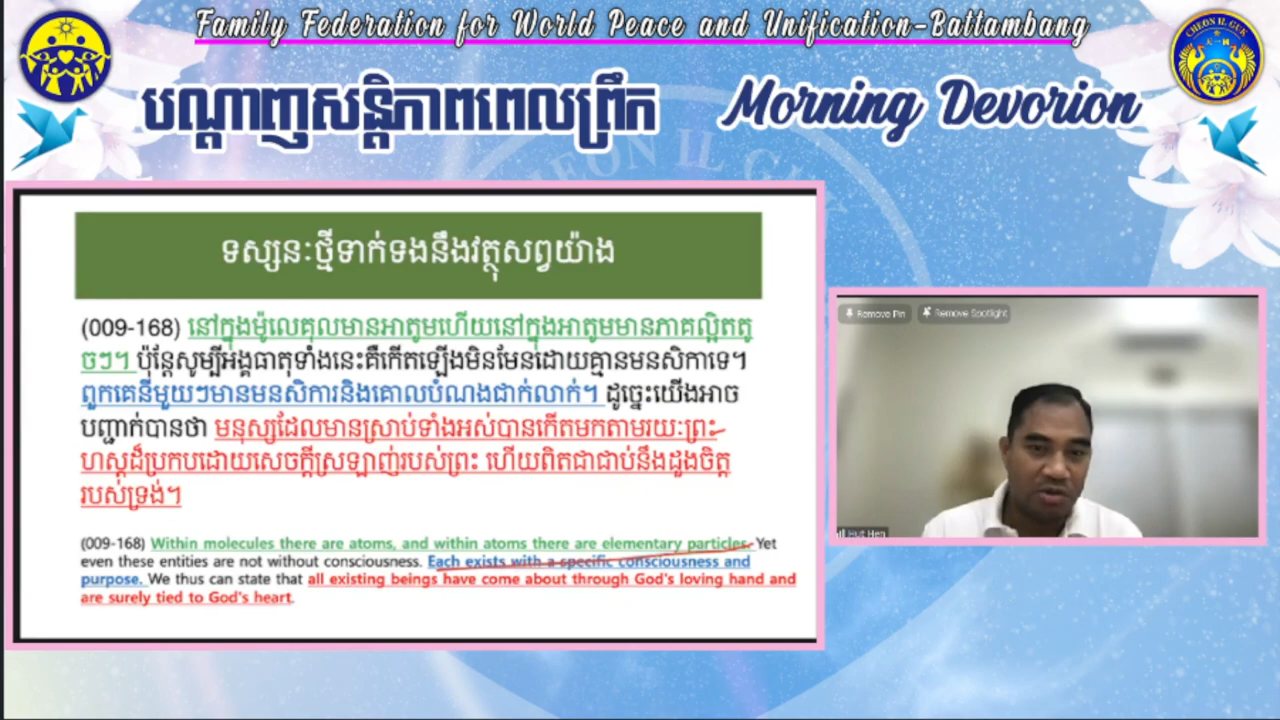 Family Federation for World Peace and Unification-Battambang
បណ្តាញសន្តិភាពពេលព្រឹក
Morning Devorion
CHEON IL GUK
ទស្សនៈថ្មីទាក់ទងនឹងវត្ថុសព្វយ៉ាង
(009-168) នៅក្នុងម៉ូលេគុលមានអាតូមហើយនៅក្នុងអាតូមមានភាគល្អិតតូ
ចៗ។ ប៉ុន្តែសូម្បីអង្គធាតុទាំងនេះគឺកើតឡើងមិនមែនដោយគ្មានមនសិកាទេ។
ពួកគេនីមួយៗមានមនសិការនិងគោលបំណងជាក់លាក់។ ដូច្នេះយើងអាច
បញ្ជាក់បានថា មនុស្សដែលមានស្រាប់ទាំងអស់បានកើតមកតាមរយៈព្រះ
ហស្តដ៏ប្រកបដោយសេចក្តីស្រឡាញ់របស់ព្រះ ហើយពិតជាជាប់នឹងដួងចិត្ត
របស់ទ្រង់។
(009-168) Within molecules there are atoms, and within atoms there are elementary particles. Yet
even these entities are not without consciousness. Each exists with a specific consciousness and
purpose. We thus can state that all existing beings have come about through God's loving hand and
are surely tied to God's heart.
Remove Pin
Remove Spotlight
Hut Hen
CHEON IL GUK